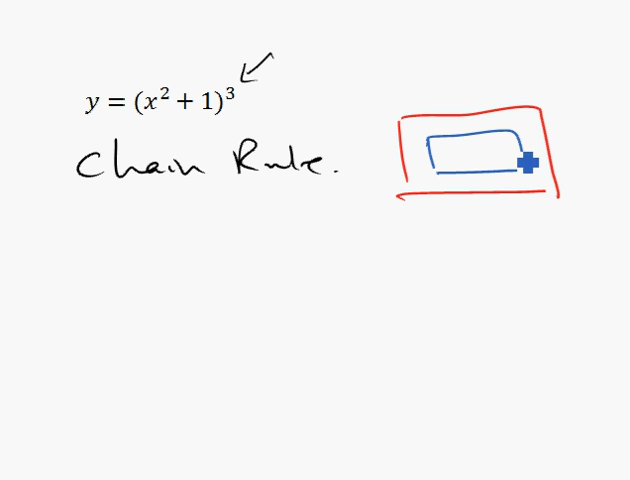 y = (x² + 1)³
Chain Rule.